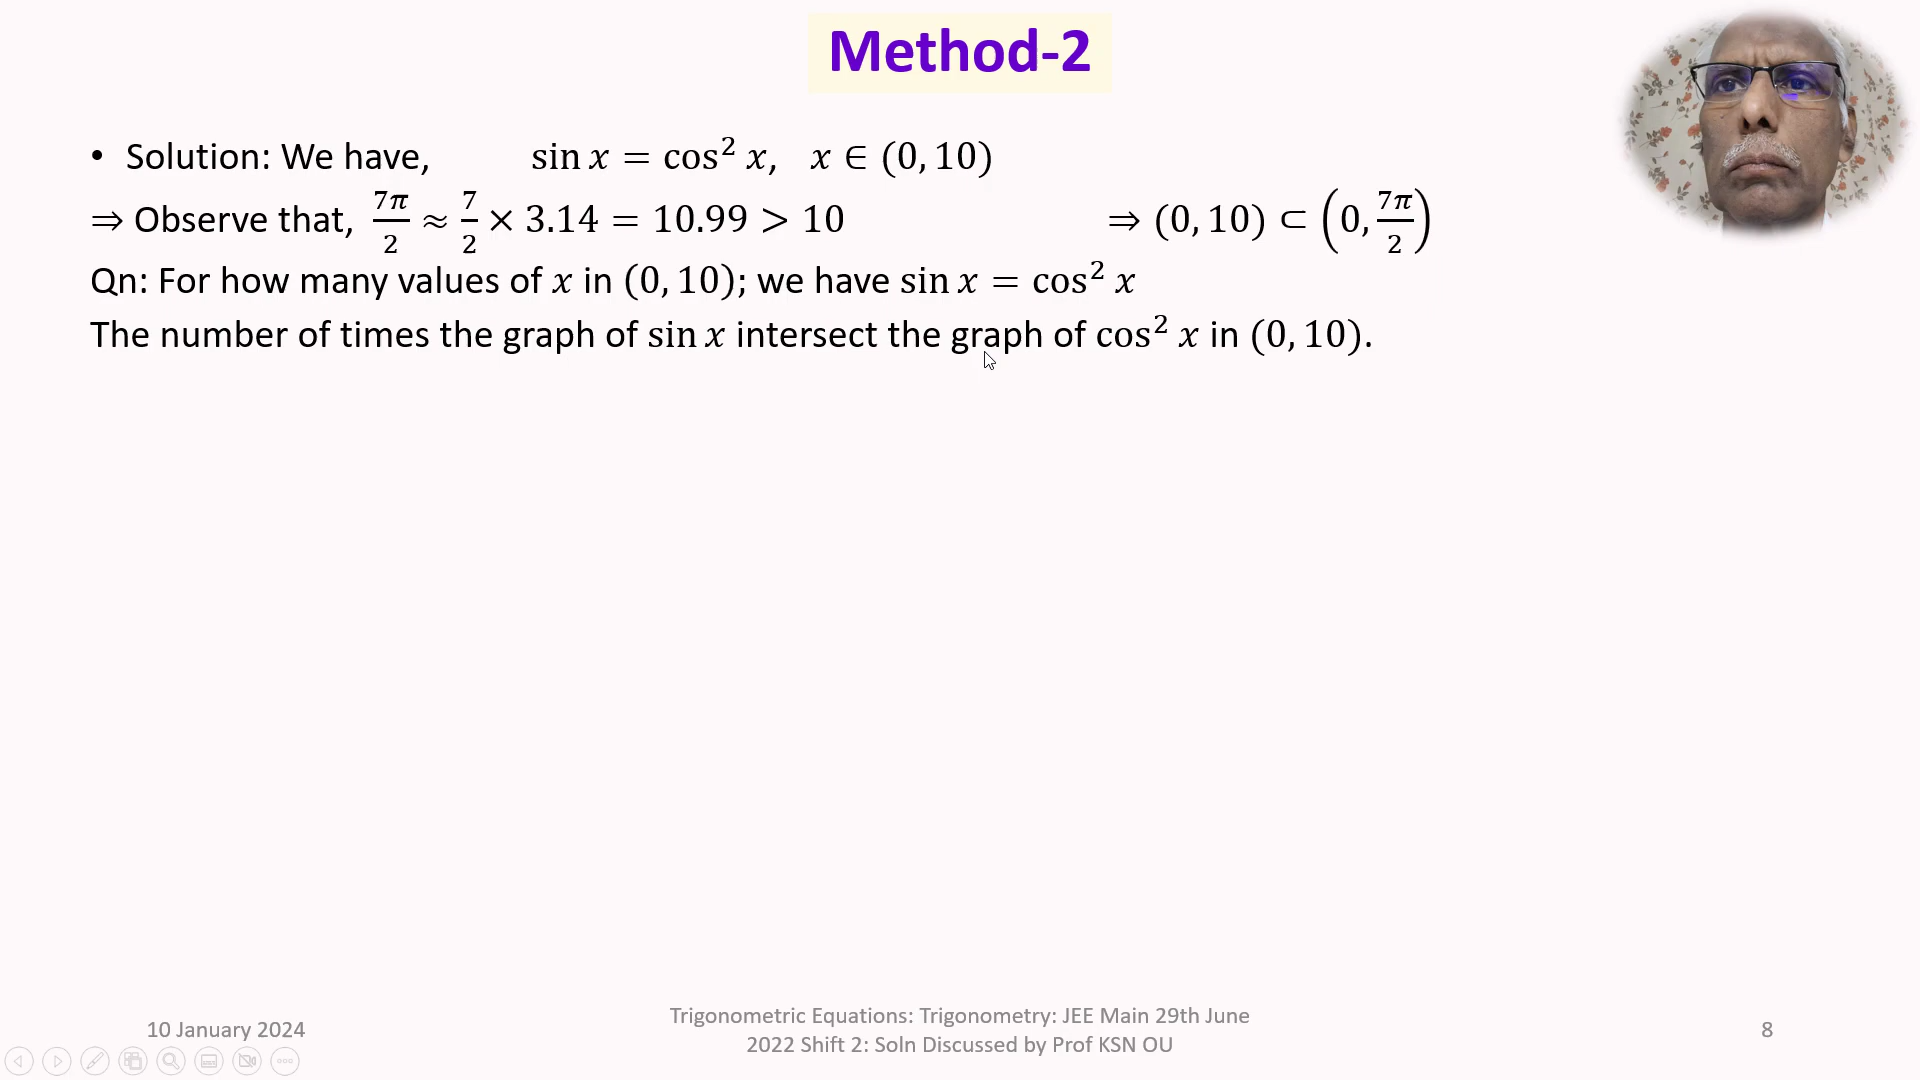 Method-2
• Solution: We have, sin x = cos² x, x ∈ (0, 10)
⇒ Observe that, 7π/2 ≈ 7/2 × 3.14 = 10.99 > 10 ⇒ (0, 10) ⊂ (0, 7π/2)
Qn: For how many values of x in (0, 10); we have sin x = cos² x
The number of times the graph of sin x intersect the graph of cos² x in (0, 10).
10 January 2024
Trigonometric Equations: Trigonometry: JEE Main 29th June
2022 Shift 2: Soln Discussed by Prof KSN OU
8